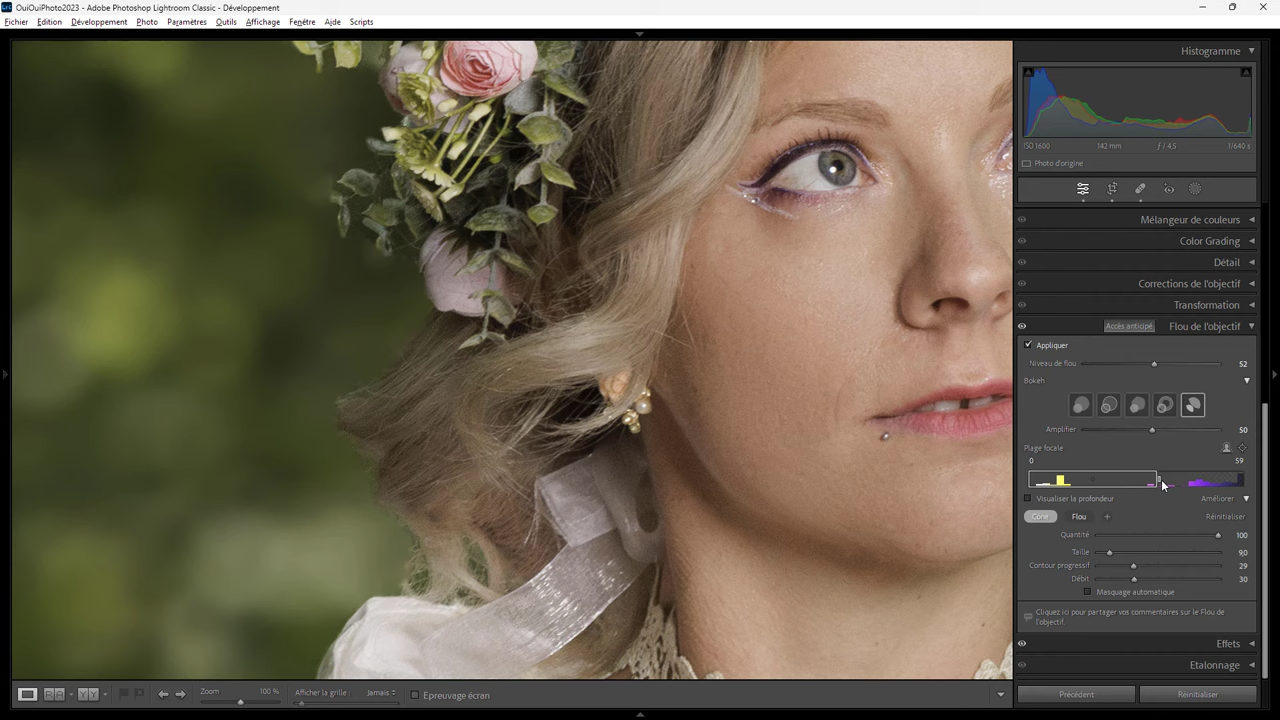 OuiOuiPhoto2023 - Adobe Photoshop Lightroom Classic - Développement
Fichier Edition Développement Photo Paramètres Outils Affichage Fenêtre Aide Scripts
Histogramme
ISO 1600 142 mm ƒ / 4,5 1/640 s
Photo d'origine
Mélangeur de couleurs
Color Grading
Détail
Corrections de l'objectif
Transformation
Accès anticipé Flou de l'objectif
Appliquer
Niveau de flou 52
Bokeh
Amplifier 50
Plage focale
0 59
Visualiser la profondeur Améliorer
Cône Flou + Réinitialiser
Quantité 100
Taille 9,0
Contour progressif 29
Débit 30
Masquage automatique
Cliquez ici pour partager vos commentaires sur le Flou de
l'objectif.
Effets
Etalonnage
Zoom 100 % Afficher la grille : Jamais Epreuvage écran Précédent Réinitialiser